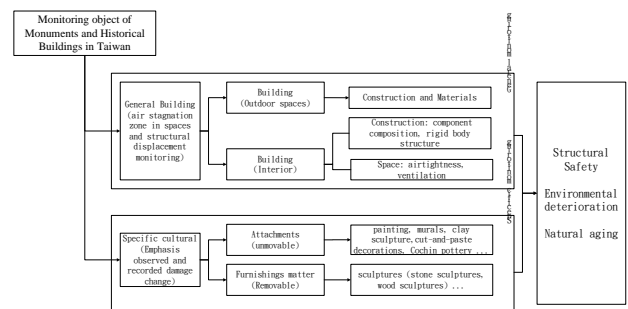 Monitoring object of
Monuments and Historical
Buildings in Taiwan
General Building
(air stagnation
zone in spaces
and structural
displacement
monitoring)
Building
(Outdoor spaces)
Construction and Materials
Building
(Interior)
Construction: component
composition, rigid body
structure
Space: airtightness,
ventilation
Specific cultural
(Emphasis
observed and
recorded damage
change)
Attachments
(unmovable)
painting, murals, clay
sculpture,cut-and-paste
decorations, Cochin pottery ...
Furnishings matter
(Removable)
sculptures (stone sculptures,
wood sculptures) ...
Structural
Safety
Environmental
deterioration
Natural aging